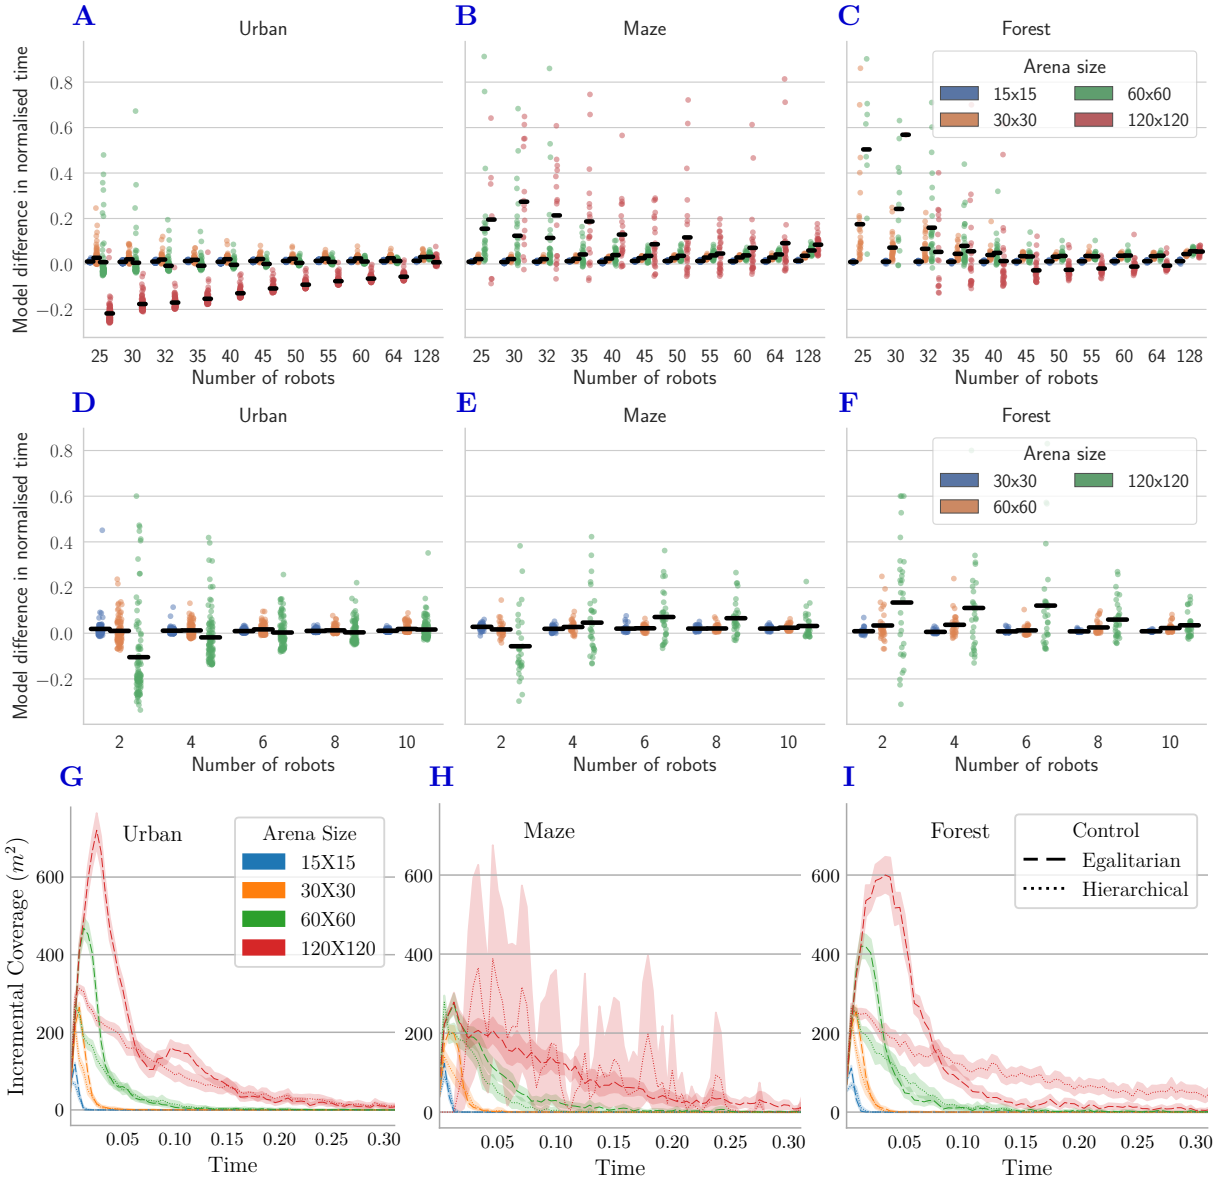 A
B
C
Urban
Maze
Forest
Model difference in normalised time
0.8
0.6
0.4
0.2
0.0
−0.2
Arena size
15x15
60x60
30x30
120x120
25 30 32 35 40 45 50 55 60 64 128
25 30 30 35 40 45 50 55 60 64 128
25 30 32 35 40 45 50 55 60 64 128
Number of robots
Number of robots
Number of robots
D
E
F
Urban
Maze
Forest
Model difference in normalised time
0.8
0.6
0.4
0.2
0.0
−0.2
Arena size
30x30
120x120
60x60
2 4 6 8 10
2 4 6 8 10
2 4 6 8 10
Number of robots
Number of robots
Number of robots
G
H
I
Urban
Maze
Forest
Incremental Coverage (m²)
600
400
200
0
600
400
200
0
600
400
200
0
Arena Size
15X15
30X30
60X60
120X120
Control
Egalitarian
Hierarchical
0.05 0.10 0.15 0.20 0.25 0.30
0.05 0.10 0.15 0.20 0.25 0.30
0.05 0.10 0.15 0.20 0.25 0.30
Time
Time
Time